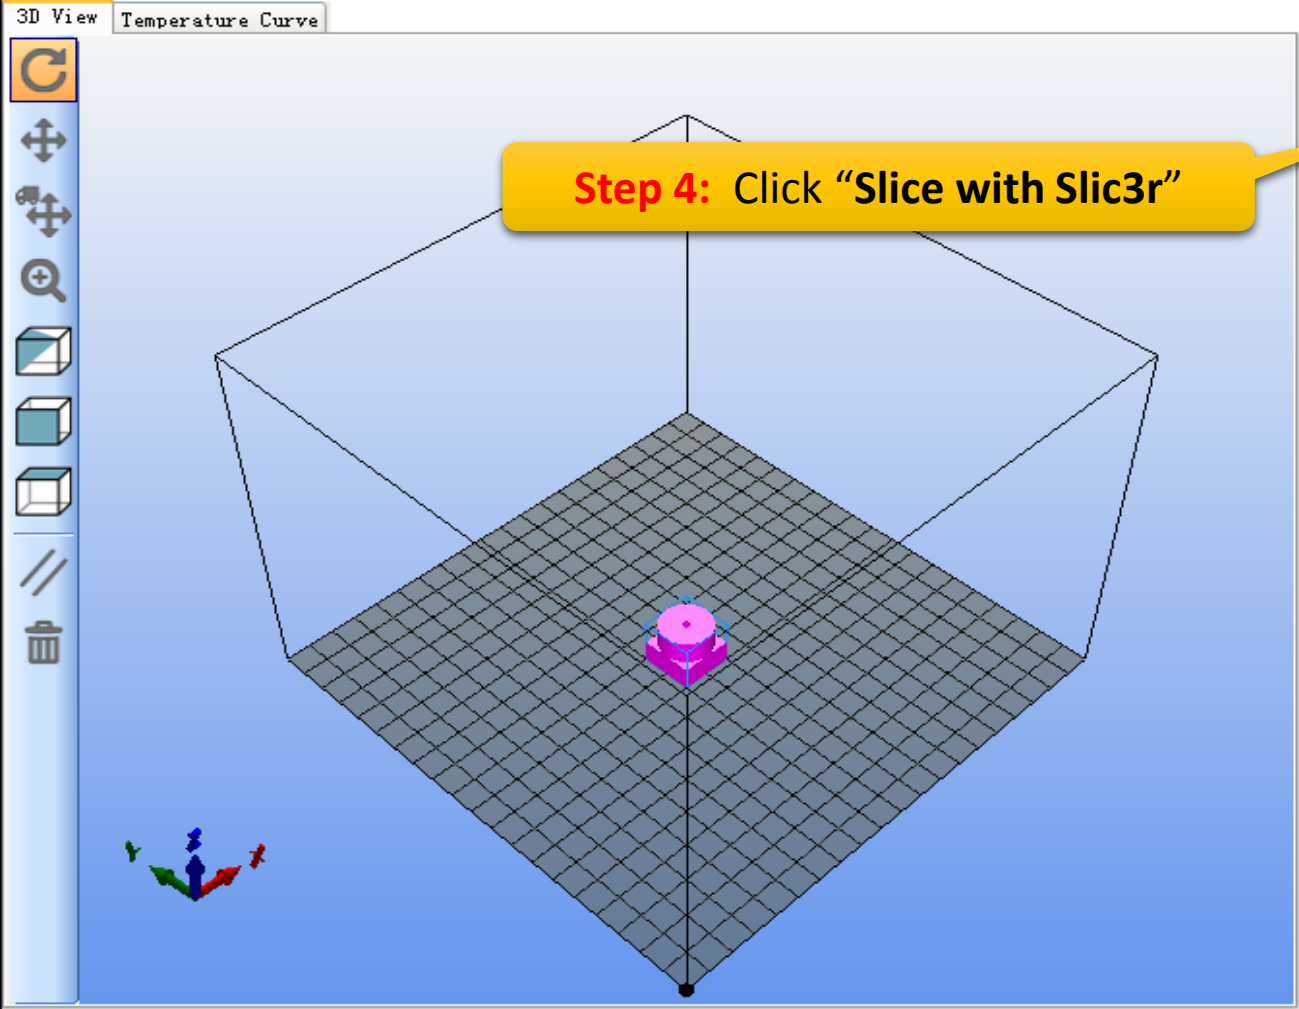 3D View
Temperature Curve
Step 4: Click “Slice with Slic3r”
Y
Z
X